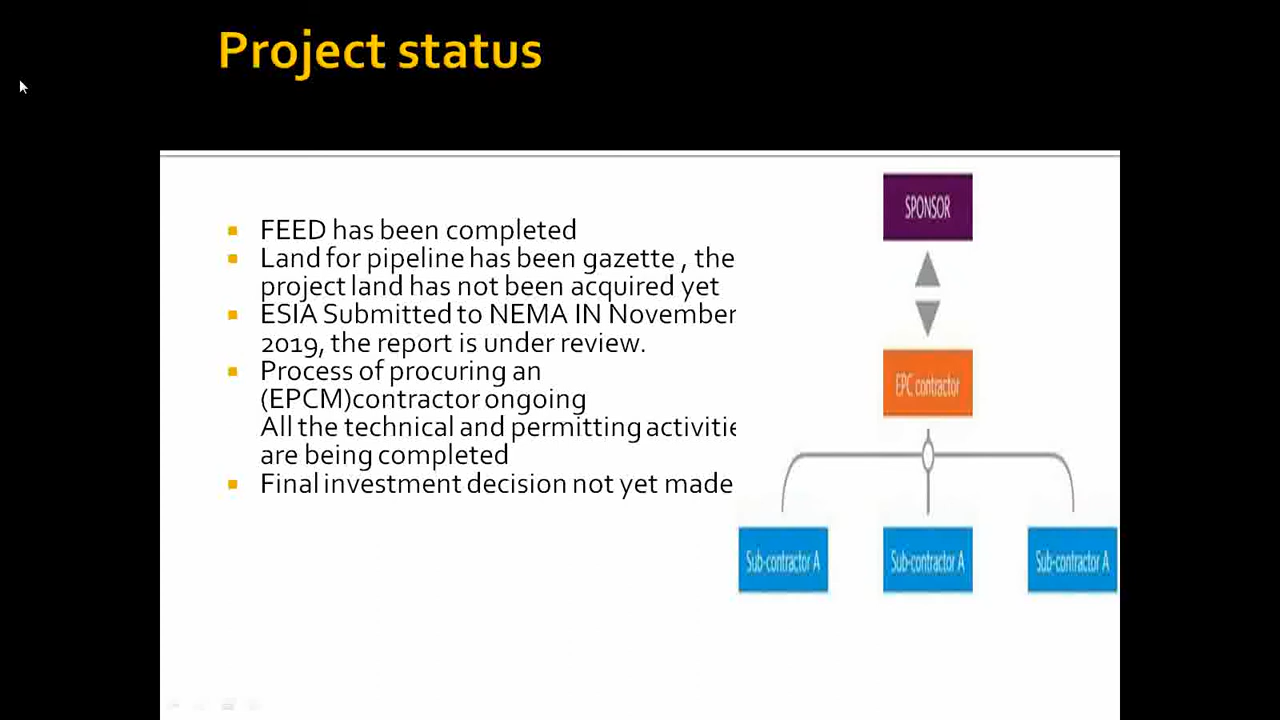 Project status
FEED has been completed
Land for pipeline has been gazette , the
project land has not been acquired yet
ESIA Submitted to NEMA IN November
2019, the report is under review.
Process of procuring an
(EPCM)contractor ongoing
All the technical and permitting activitie
are being completed
Final investment decision not yet made
SPONSOR
EPC contractor
Sub-contractor A
Sub-contractor A
Sub-contractor A